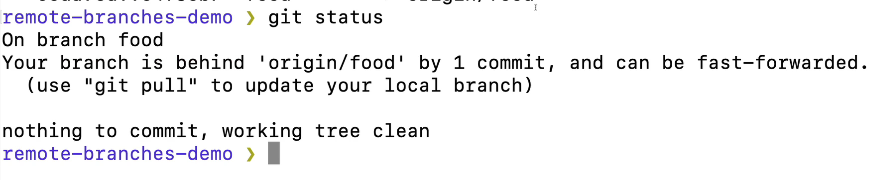 remote-branches-demo ❯ git status
On branch food
Your branch is behind 'origin/food' by 1 commit, and can be fast-forwarded.
  (use "git pull" to update your local branch)

nothing to commit, working tree clean
remote-branches-demo ❯